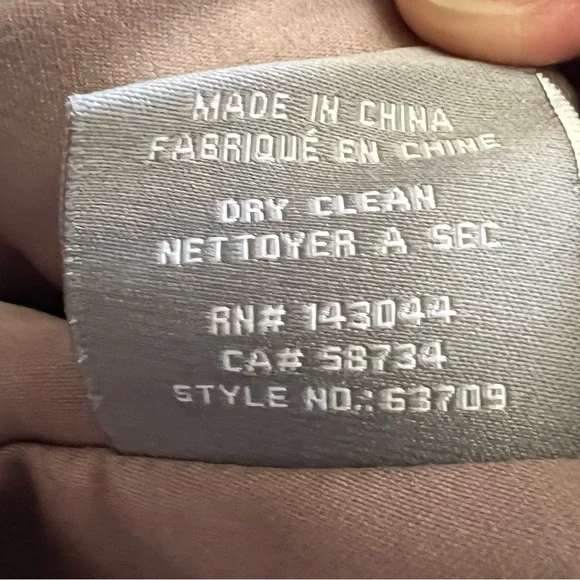 MADE IN CHINA
FABRIQUÉ EN CHINE
DRY CLEAN
NETTOYER A SEC
RN# 143044
CA# 58734
STYLE NO.: 63709